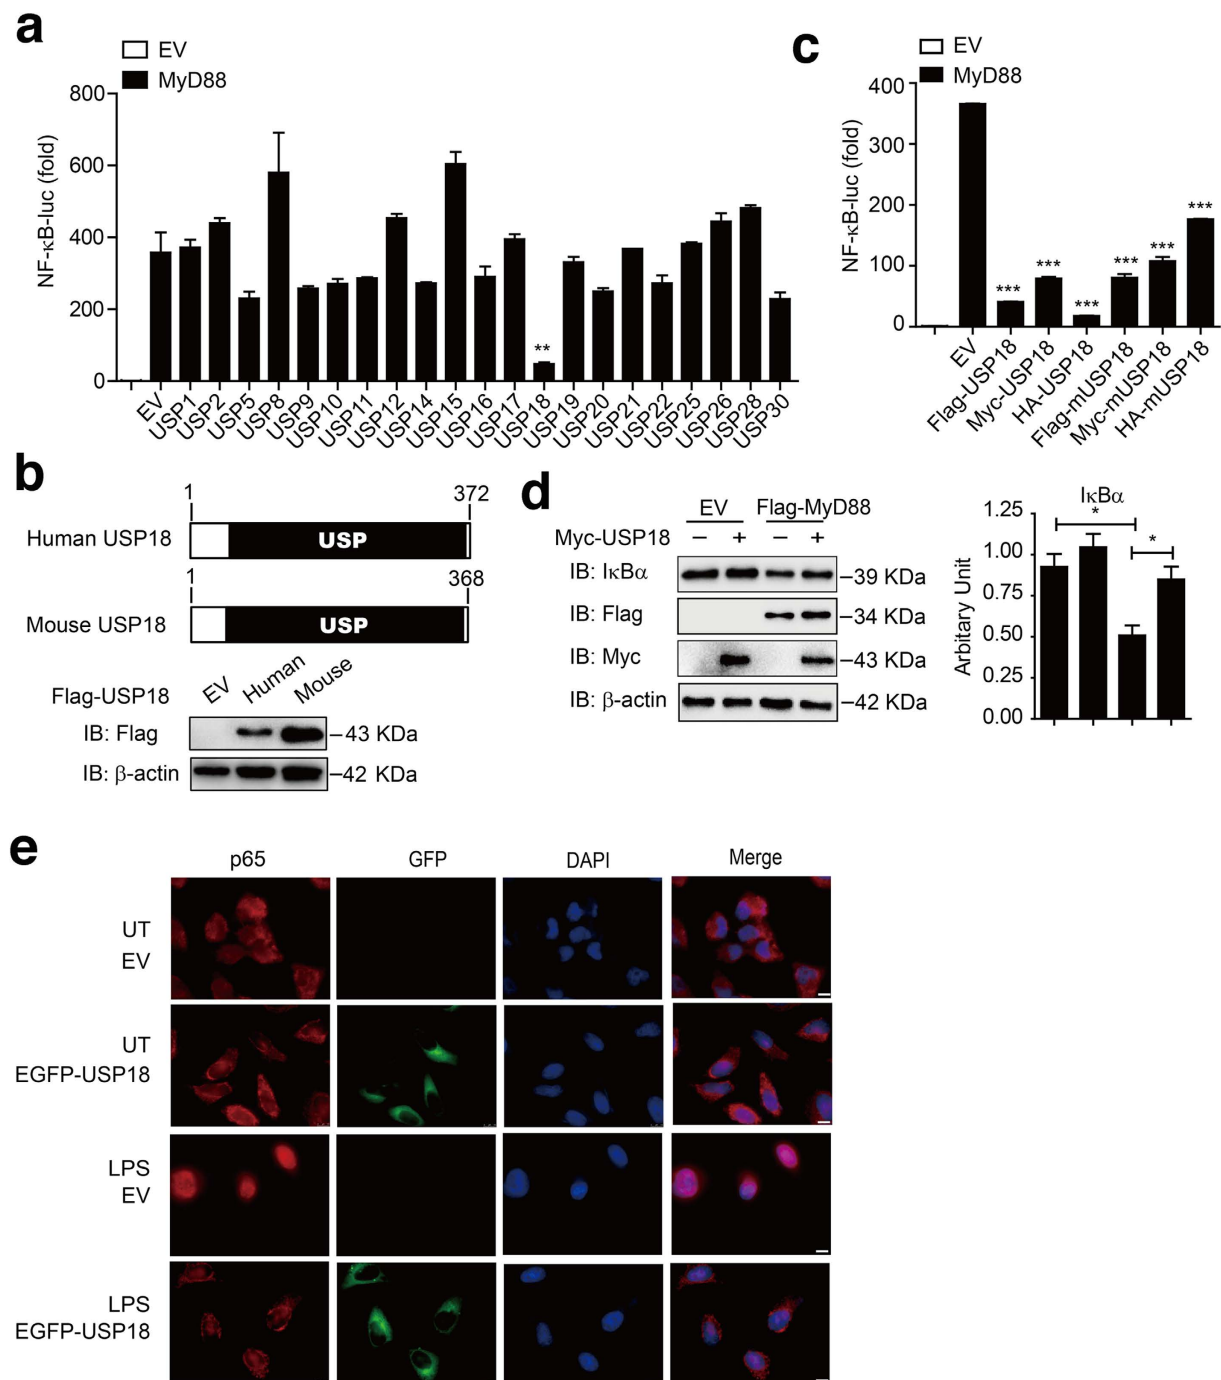 a
EV
MyD88
NF-κB-luc (fold)
800
600
400
200
0
EV
USP1
USP2
USP5
USP8
USP9
USP10
USP11
USP12
USP14
USP15
USP16
USP17
USP18
USP19
USP20
USP21
USP22
USP25
USP26
USP28
USP30
**
c
EV
MyD88
NF-κB-luc (fold)
400
300
200
100
0
***
***
***
***
***
***
EV
Flag-USP18
Myc-USP18
HA-USP18
Flag-mUSP18
Myc-mUSP18
HA-mUSP18
b
1
372
Human USP18
USP
1
368
Mouse USP18
USP
Flag-USP18
EV
Human
Mouse
IB: Flag
–43 KDa
IB: β-actin
–42 KDa
d
EV
Flag-MyD88
Myc-USP18 – + – +
IB: IκBα
–39 KDa
IB: Flag
–34 KDa
IB: Myc
–43 KDa
IB: β-actin
–42 KDa
IκBα
*
*
Arbitary Unit
1.25
1.00
0.75
0.50
0.25
0.00
e
p65 GFP DAPI Merge
UT
EV
UT
EGFP-USP18
LPS
EV
LPS
EGFP-USP18